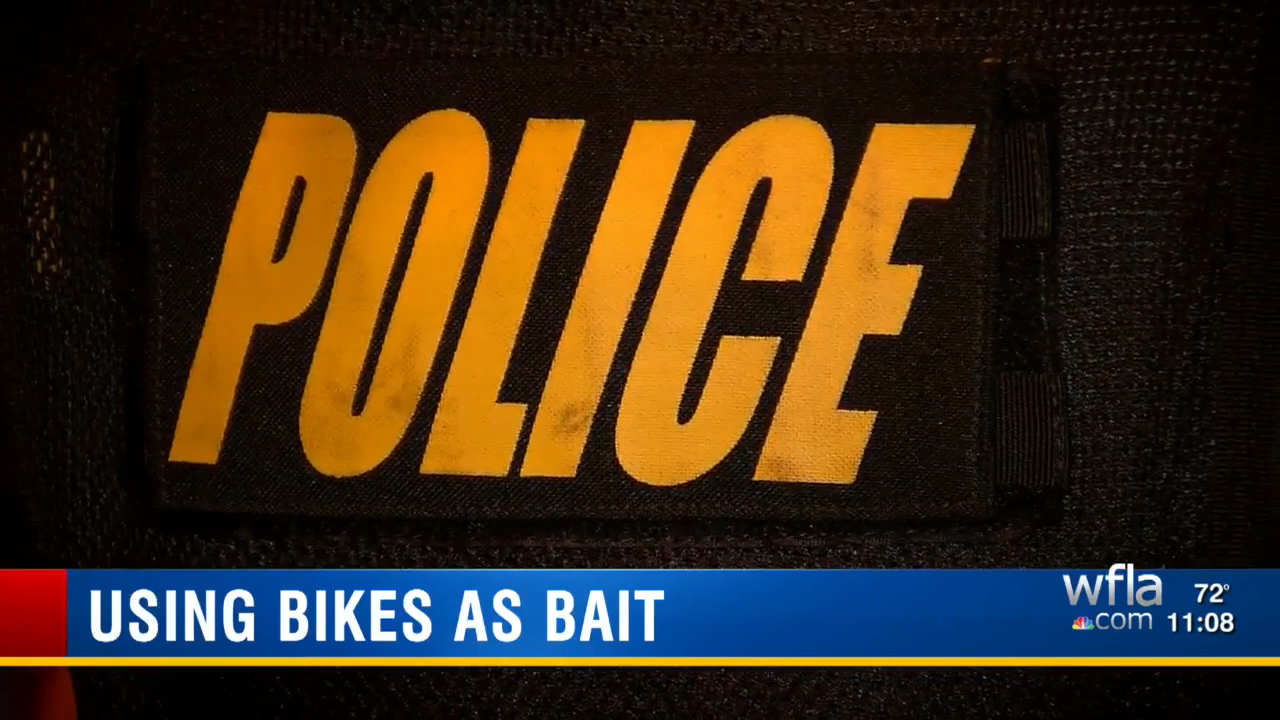 POLICE
USING BIKES AS BAIT
wfla
.com
72°
11:08